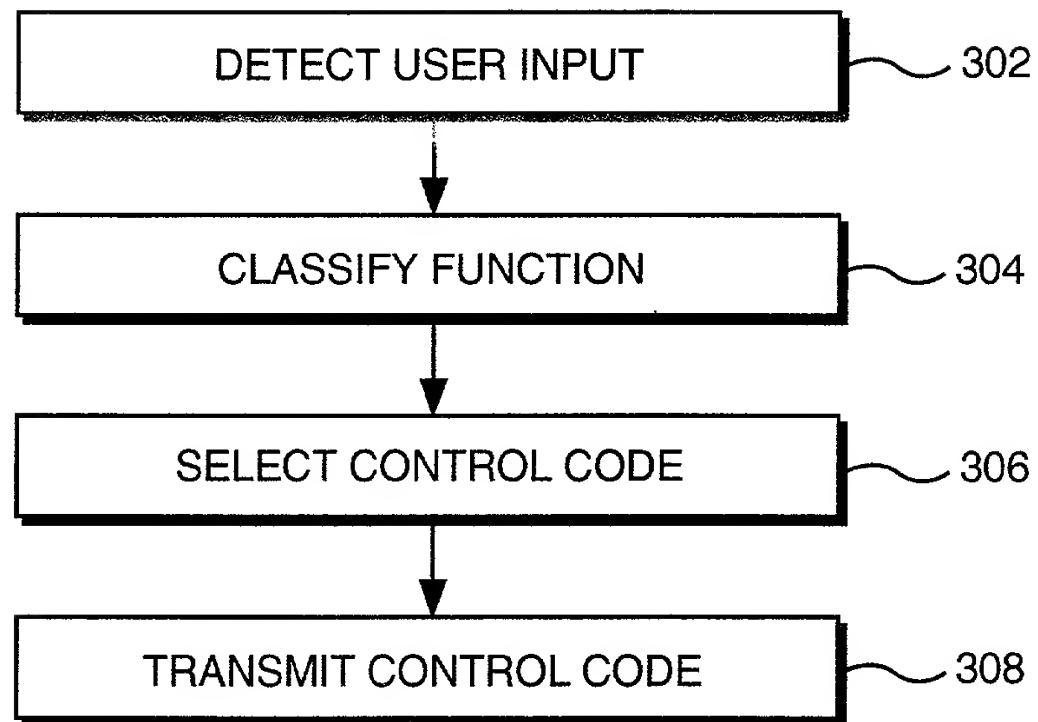 DETECT USER INPUT 302
CLASSIFY FUNCTION 304
SELECT CONTROL CODE 306
TRANSMIT CONTROL CODE 308